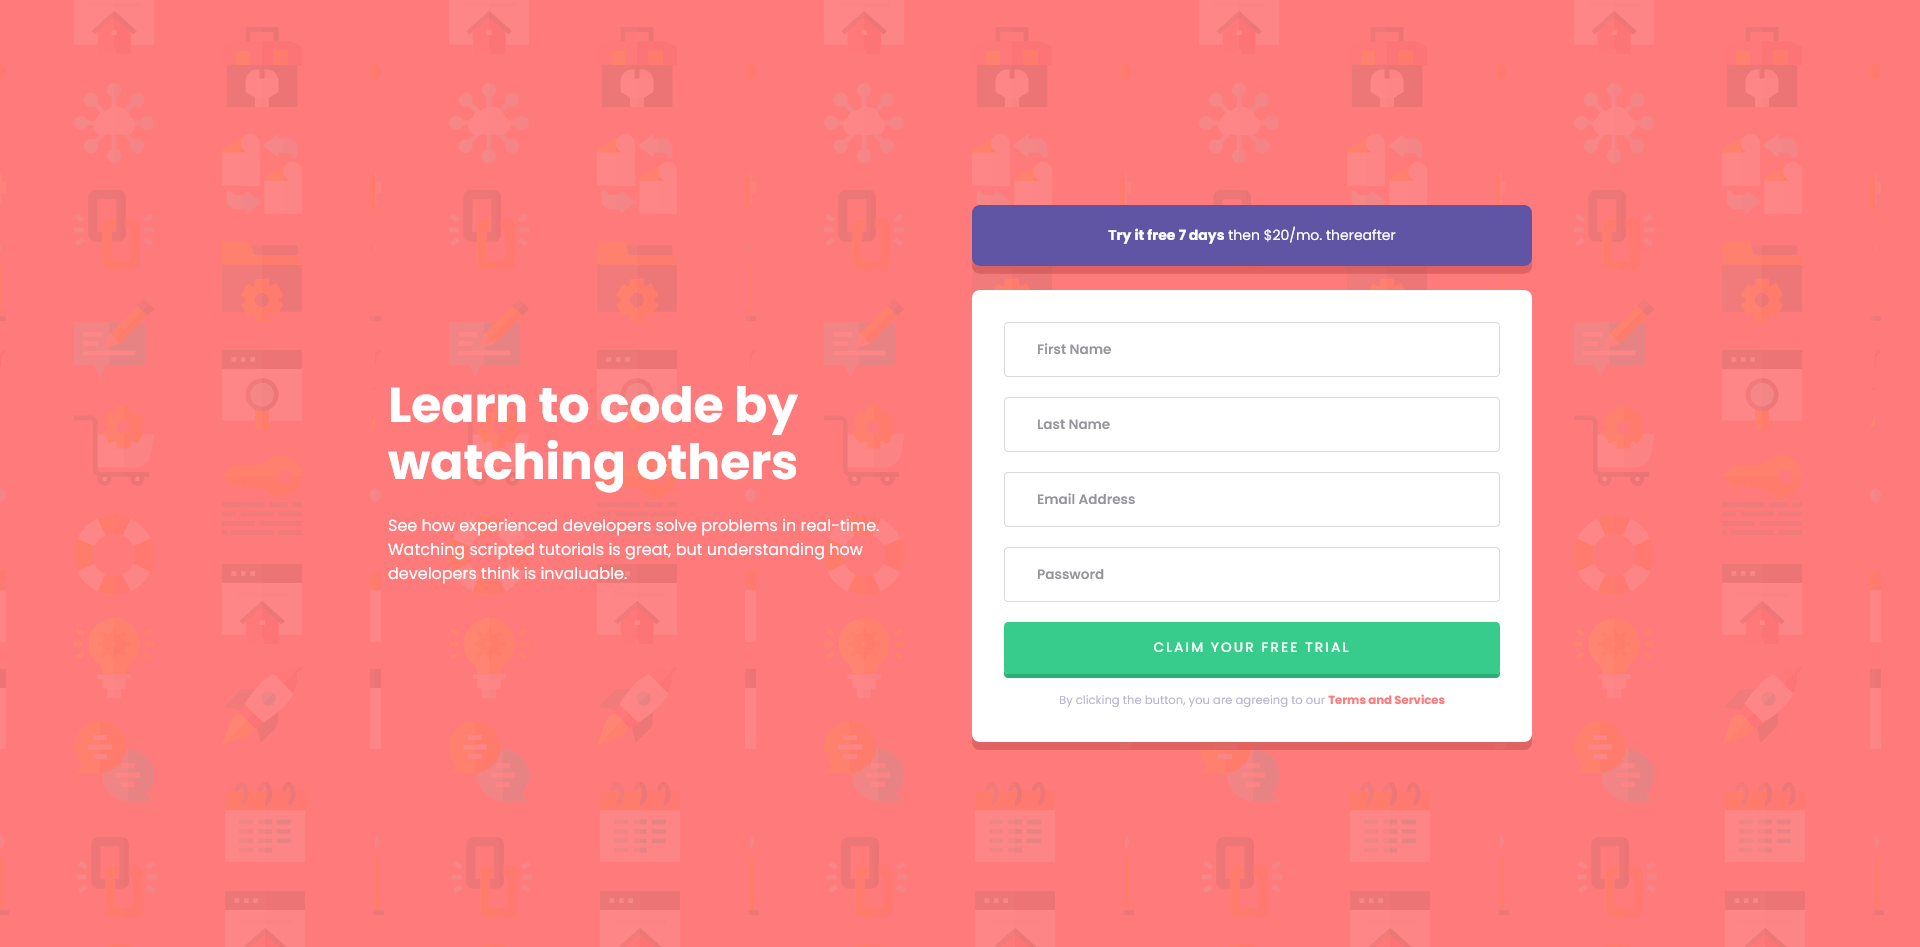 Learn to code by
watching others
See how experienced developers solve problems in real-time.
Watching scripted tutorials is great, but understanding how
developers think is invaluable.
Try it free 7 days then $20/mo. thereafter
First Name
Last Name
Email Address
Password
CLAIM YOUR FREE TRIAL
By clicking the button, you are agreeing to our Terms and Services